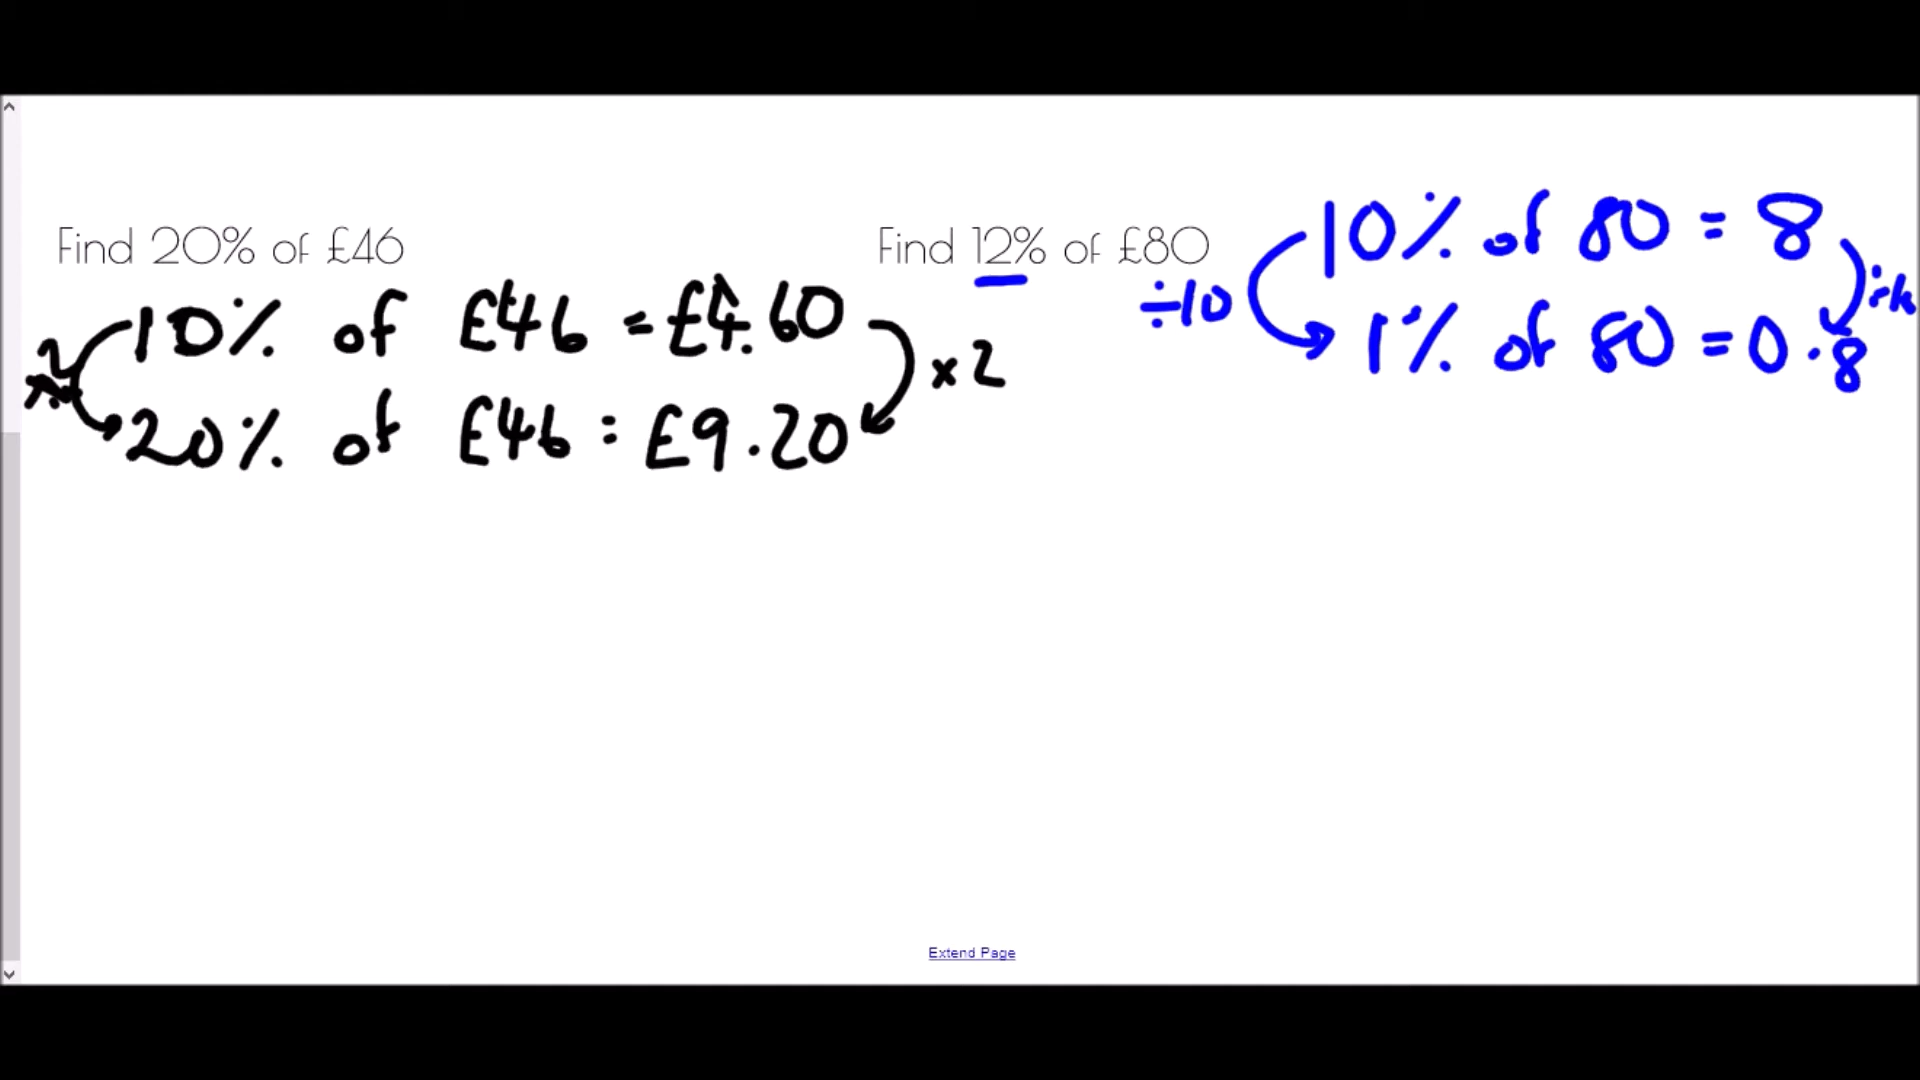 Find 20% of £46
10% of £46 = £4.60
×2
20% of £46 = £9.20
×2
Find 12% of £80
10% of 80 = 8
÷10
1% of 80 = 0.8
Extend Page